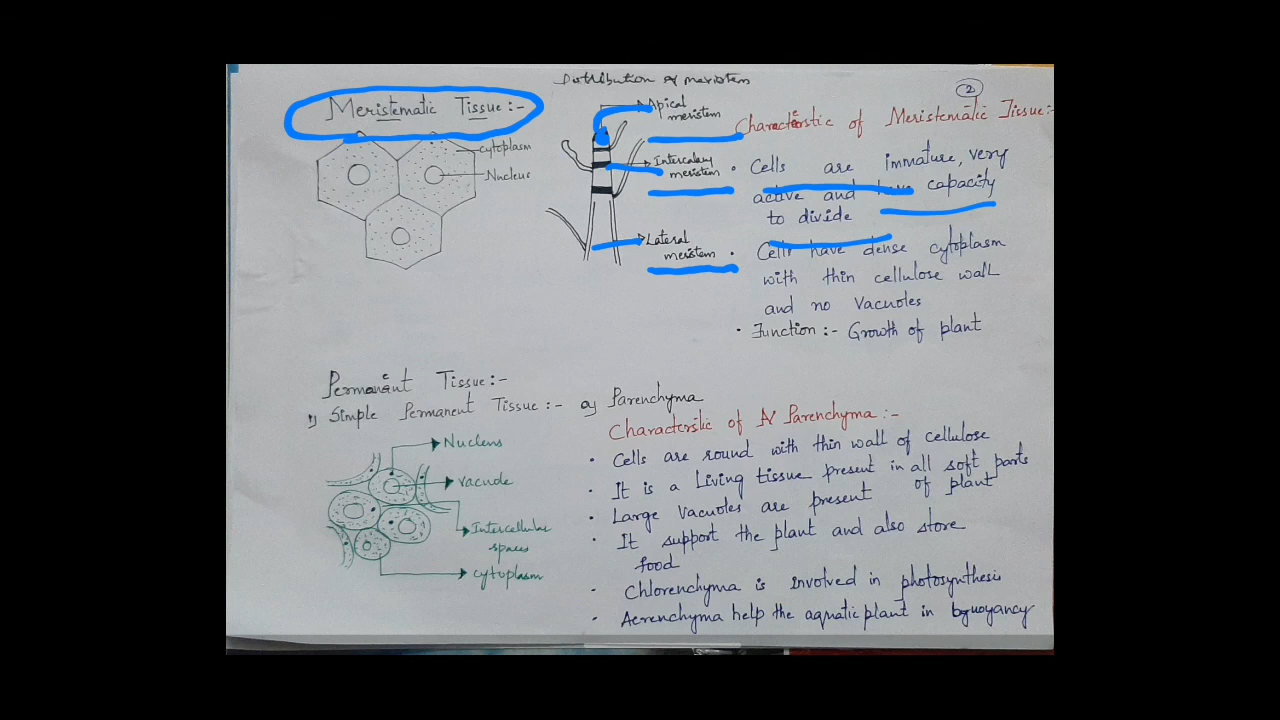 Distribution of meristem
2
Meristematic Tissue:-
cytoplasm
Nucleus
Apical
meristem
Intercalary
meristem
Lateral
meristem
Characteristic of Meristematic Tissue:-
• Cells are immature, very
active and have capacity
to divide
• Cells have dense cytoplasm
with thin cellulose wall
and no Vacuoles
• Function:- Growth of plant
Permanent Tissue:-
1) Simple Permanent Tissue:- a) Parenchyma
Nucleus
vacuole
Intercellular
spaces
cytoplasm
Characterstic of Parenchyma:-
• Cells are round with thin wall of cellulose
• It is a Living tissue present in all soft parts
of plant
• Large Vacuoles are present
• It support the plant and also store
food
• Chlorenchyma is involved in photosynthesis
• Aerenchyma help the aquatic plant in buoyancy